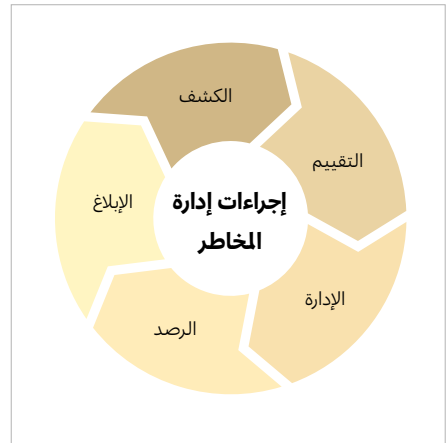 الكشف
التقييم
الإدارة
الرصد
الإبلاغ
إجراءات إدارة
المخاطر